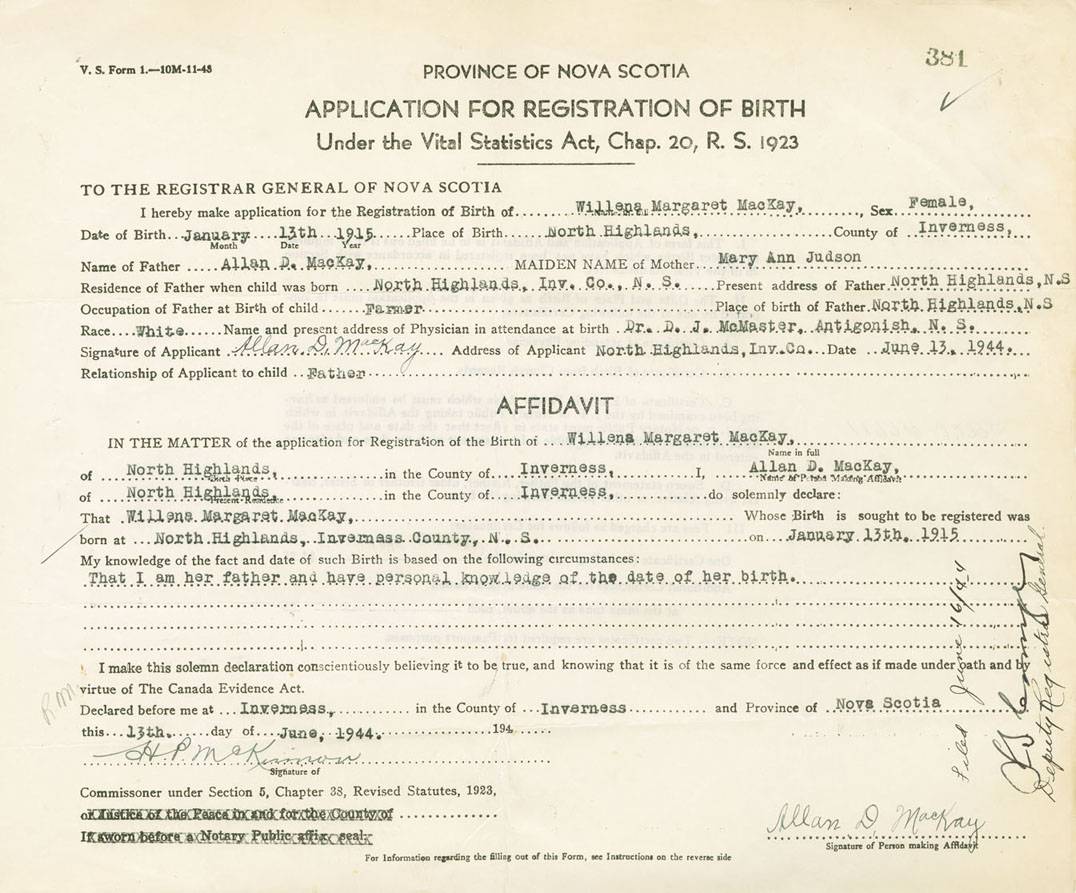 381
V. S. Form 1.—10M-11-43
PROVINCE OF NOVA SCOTIA
APPLICATION FOR REGISTRATION OF BIRTH
Under the Vital Statistics Act, Chap. 20, R. S. 1923
TO THE REGISTRAR GENERAL OF NOVA SCOTIA
I hereby make application for the Registration of Birth of Willena Margaret MacKay, , Sex Female,
Date of Birth January 13th 1915 Place of Birth North Highlands, County of Inverness,
Month Date Year
Name of Father Allan D. MacKay, MAIDEN NAME of Mother Mary Ann Judson
Residence of Father when child was born North Highlands, Inv. Co., N. S. Present address of Father North Highlands, N.S
Occupation of Father at Birth of child Farmer Place of birth of Father North Highlands, N.S
Race White Name and present address of Physician in attendance at birth Dr. D. J. McMaster, Antigonish, N. S.
Signature of Applicant Allan D. MacKay Address of Applicant North Highlands, Inv.Co. Date June 13, 1944.
Relationship of Applicant to child Father
AFFIDAVIT
IN THE MATTER of the application for Registration of the Birth of Willena Margaret MacKay,
Name in full
of North Highlands, in the County of Inverness, I, Allan D. MacKay,
Birth Place Name of Person Making Affidavit
of North Highlands, in the County of Inverness, do solemnly declare:
Present Residence
That Willena Margaret MacKay, Whose Birth is sought to be registered was
born at North Highlands, Invernass County, N. S. on January 13th, 1915
My knowledge of the fact and date of such Birth is based on the following circumstances:
That I am her father and have personal knowledge of the date of her birth.
I make this solemn declaration conscientiously believing it to be true, and knowing that it is of the same force and effect as if made under oath and by
virtue of The Canada Evidence Act.
Declared before me at Inverness, in the County of Inverness and Province of Nova Scotia
this 13th. day of June, 1944. 194
H P McKinnon
Signature of
Commissoner under Section 5, Chapter 38, Revised Statutes, 1923,
or Justice of the Peace in and for the County of
If sworn before a Notary Public affix seal.
Allan D. MacKay
Signature of Person making Affidavit
For Information regarding the filling out of this Form, see Instructions on the reverse side
Filed June 16/44
Deputy Registrar General.